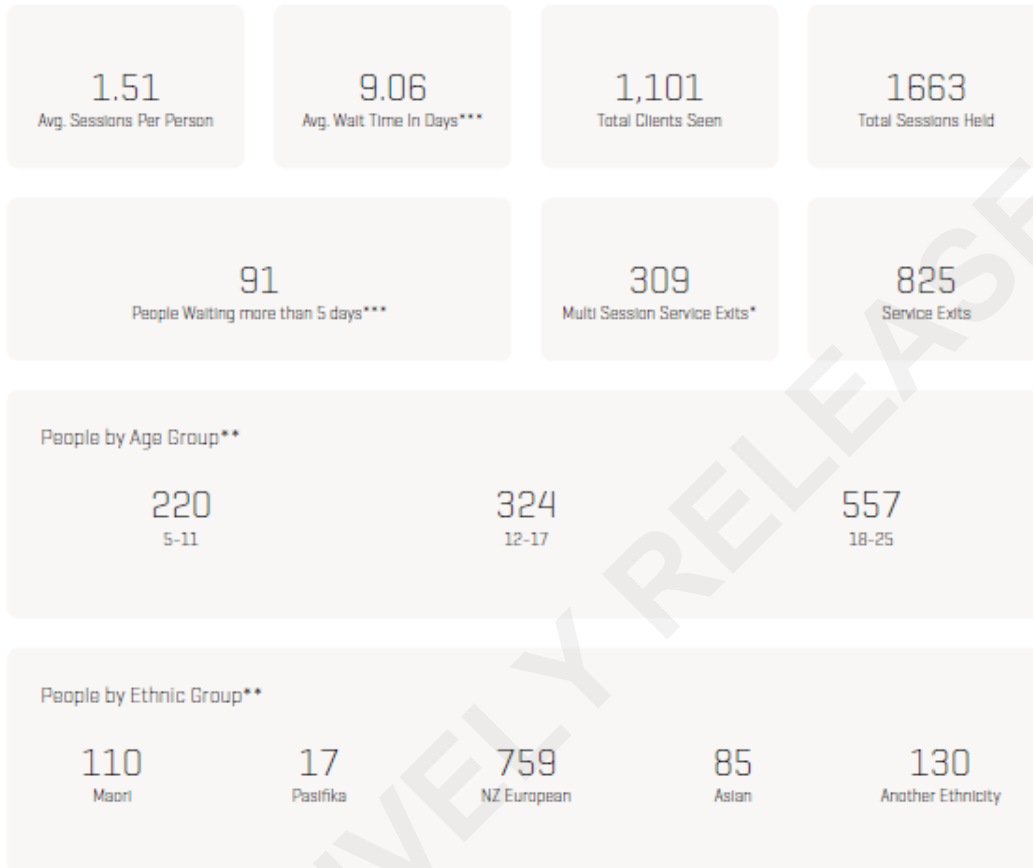 1.51 9.06 1,101 1663
Avg. Sessions Per Person Avg. Wait Time In Days*** Total Clients Seen Total Sessions Held
91 309 825
People Waiting more than 5 days*** Multi Session Service Exits* Service Exits
People by Age Group**
220 324 557
5-11 12-17 18-25
People by Ethnic Group**
110 17 759 85 130
Maori Pasifika NZ European Asian Another Ethnicity
IVELY RELEASE